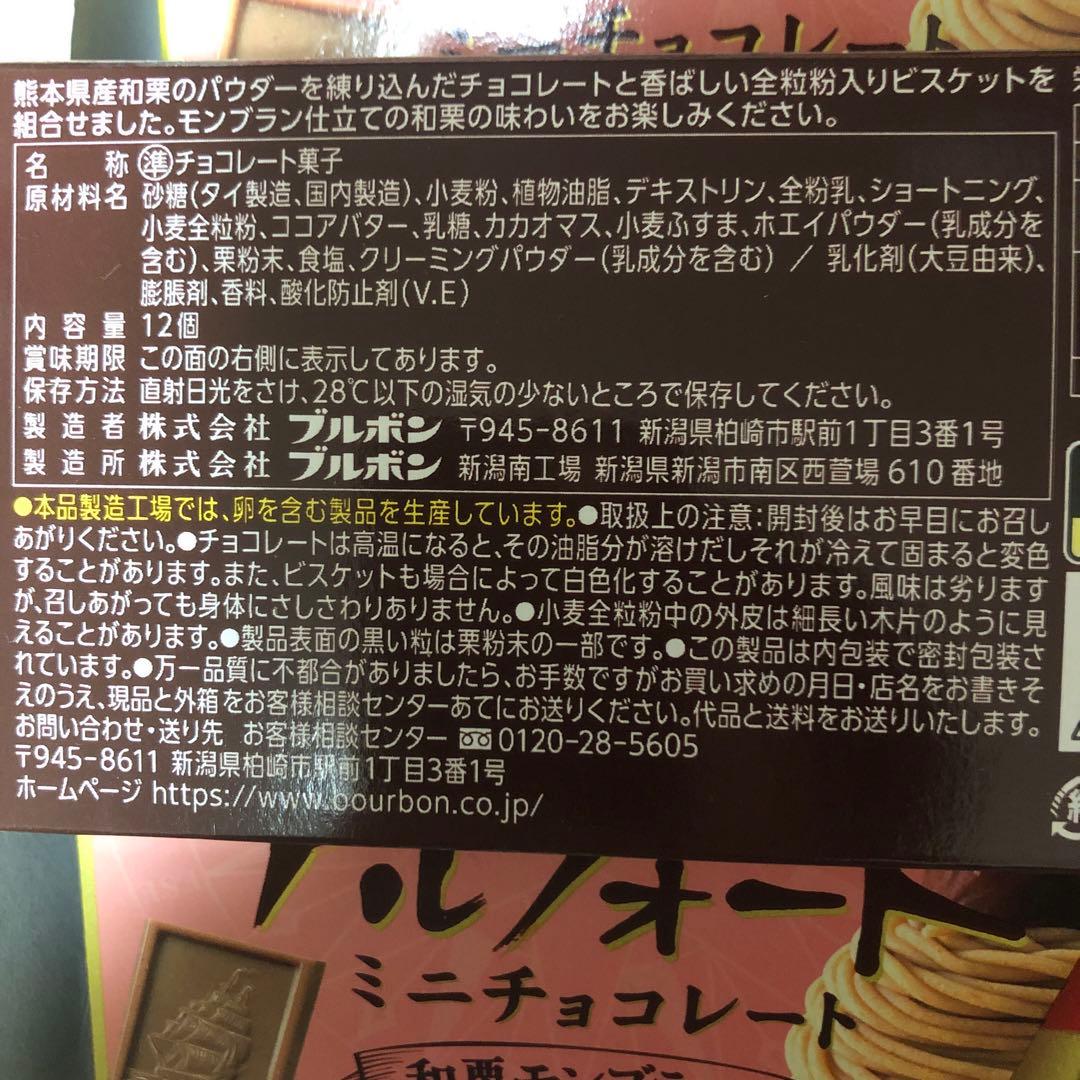 ミニチョコレート
熊本県産和栗のパウダーを練り込んだチョコレートと香ばしい全粒粉入りビスケットを
組合せました。モンブラン仕立ての和栗の味わいをお楽しみください。
名称 準チョコレート菓子
原材料名 砂糖(タイ製造、国内製造)、小麦粉、植物油脂、デキストリン、全粉乳、ショートニング、
小麦全粒粉、ココアバター、乳糖、カカオマス、小麦ふすま、ホエイパウダー(乳成分を
含む)、栗粉末、食塩、クリーミングパウダー(乳成分を含む) / 乳化剤(大豆由来)、
膨脹剤、香料、酸化防止剤(V.E)
内容量 12個
賞味期限 この面の右側に表示してあります。
保存方法 直射日光をさけ、28℃以下の湿気の少ないところで保存してください。
製造者 株式会社 ブルボン 〒945-8611 新潟県柏崎市駅前1丁目3番1号
製造所 株式会社 ブルボン 新潟南工場 新潟県新潟市南区西萱場610番地
●本品製造工場では、卵を含む製品を生産しています。●取扱上の注意:開封後はお早目にお召し
あがりください。●チョコレートは高温になると、その油脂分が溶けだしそれが冷えて固まると変色
することがあります。また、ビスケットも場合によって白色化することがあります。風味は劣ります
が、召しあがっても身体にさしさわりありません。●小麦全粒粉中の外皮は細長い木片のように見
えることがあります。●製品表面の黒い粒は栗粉末の一部です。●この製品は内包装で密封包装さ
れています。●万一品質に不都合がありましたら、お手数ですがお買い求めの月日・店名をお書きそ
えのうえ、現品と外箱をお客様相談センターあてにお送りください。代品と送料をお送りいたします。
お問い合わせ・送り先 お客様相談センター 0120-28-5605
〒945-8611 新潟県柏崎市駅前1丁目3番1号
ホームページ https://www.bourbon.co.jp/
アルフォート
ミニチョコレート
和栗モンブラン